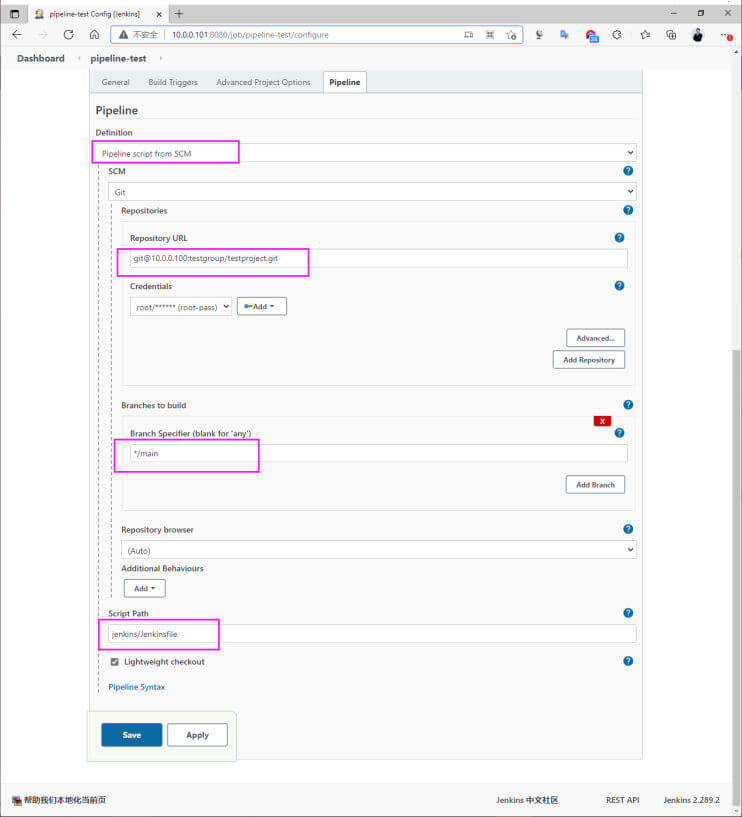 pipeline-test Config [Jenkins]
不安全 | 10.0.0.101:8080/job/pipeline-test/configure
Dashboard pipeline-test
General Build Triggers Advanced Project Options Pipeline
Pipeline
Definition
Pipeline script from SCM
SCM
Git
Repositories
Repository URL
git@10.0.0.100:testgroup/testproject.git
Credentials
root/****** (root-pass) Add
Advanced...
Add Repository
Branches to build
X
Branch Specifier (blank for 'any')
*/main
Add Branch
Repository browser
(Auto)
Additional Behaviours
Add
Script Path
jenkins/Jenkinsfile
Lightweight checkout
Pipeline Syntax
Save Apply
帮助我们本地化当前页 Jenkins 中文社区 REST API Jenkins 2.289.2